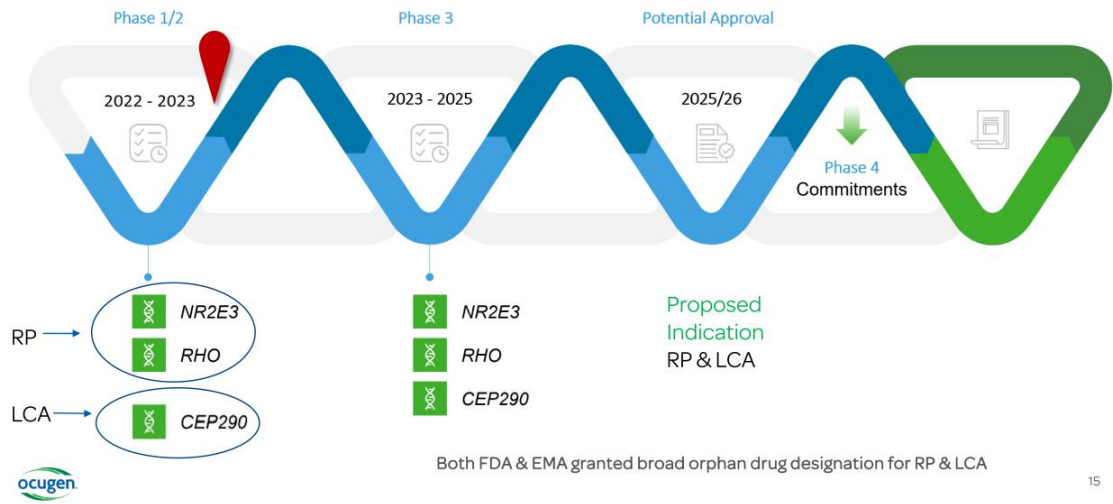 Phase 1/2
Phase 3
Potential Approval
2022 - 2023
2023 - 2025
2025/26
Phase 4
Commitments
RP
NR2E3
RHO
LCA
CEP290
NR2E3
RHO
CEP290
Proposed
Indication
RP & LCA
Both FDA & EMA granted broad orphan drug designation for RP & LCA
ocugen.
15